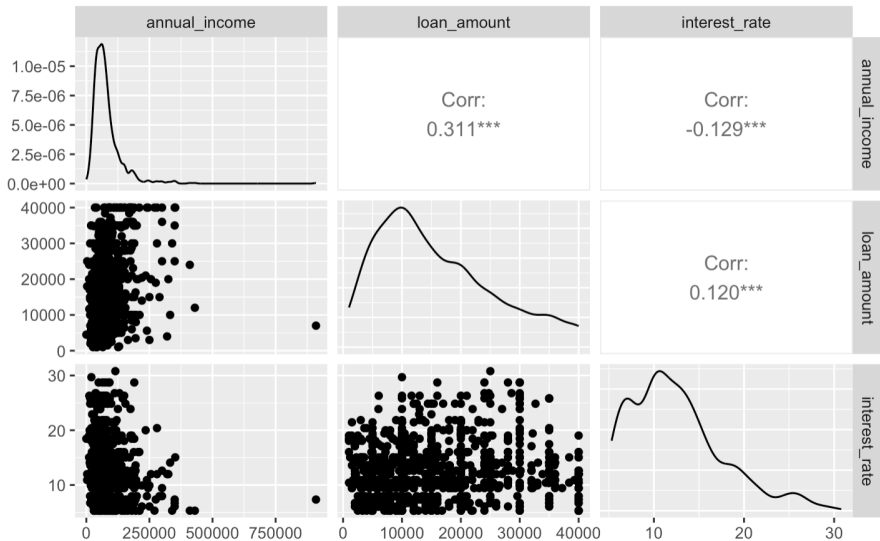 annual_income
loan_amount
interest_rate
1.0e-05
7.5e-06
5.0e-06
2.5e-06
0.0e+00
Corr:
0.311***
Corr:
-0.129***
annual_income
40000
30000
20000
10000
0
Corr:
0.120***
loan_amount
30
20
10
interest_rate
0 250000 500000 750000
0 10000 20000 30000 40000
10 20 30